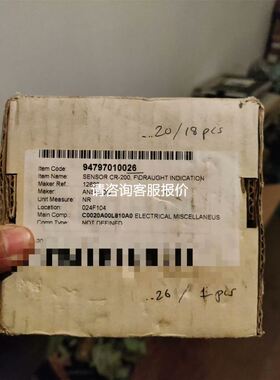 ...20/18 pcs
Item Code: 94797010026
Item Name: SENSOR CR-200, F/DRAUGHT INDICATION
Maker Ref.:
Maker:
请咨询客服报价
Unit Measure: NR
Location: 024F104
Main Comp.: C0020A00L810A0 ELECTRICAL MISCELLANEUS
Comp Type: NOT DEFINED
...26/1 pcs